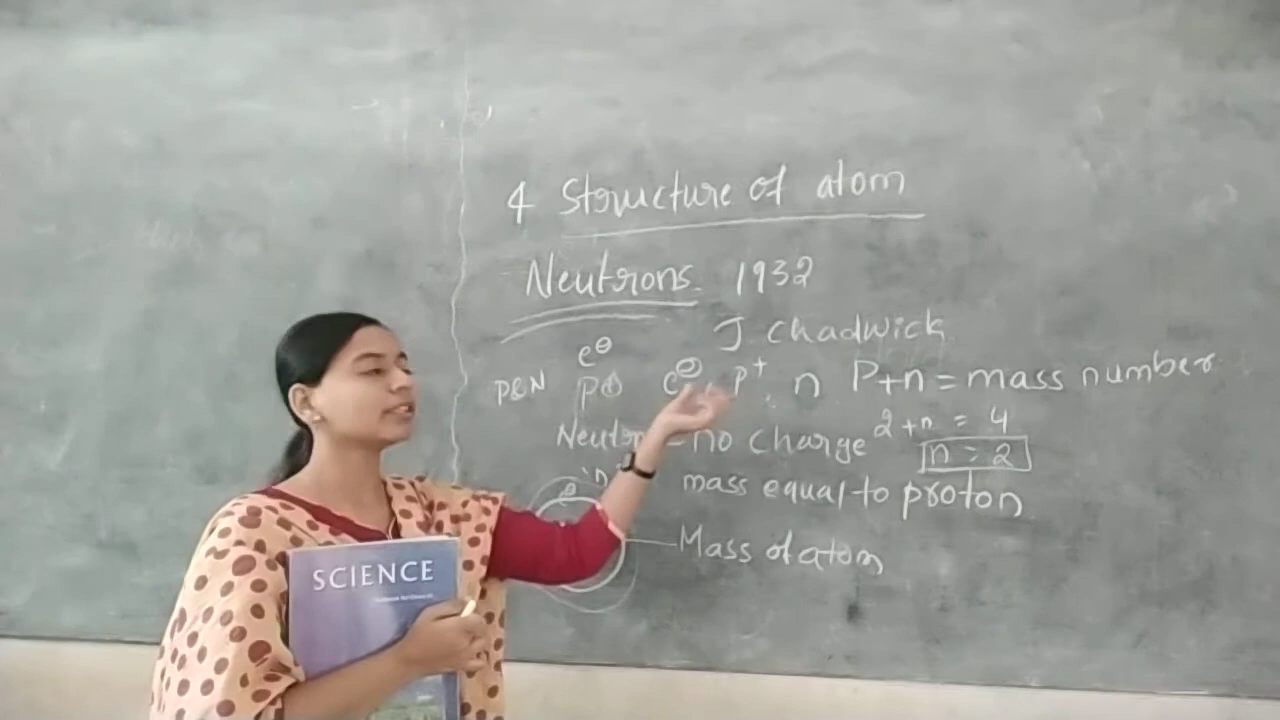 4 Structure of atom
Neutrons. 1932
J chadwick
e⊖
P&N P⊕ e⊖, P+ n P+n = mass number
Neutr - no charge 2+n = 4
n = 2
'n' mass equal to proton
Mass of atom
SCIENCE